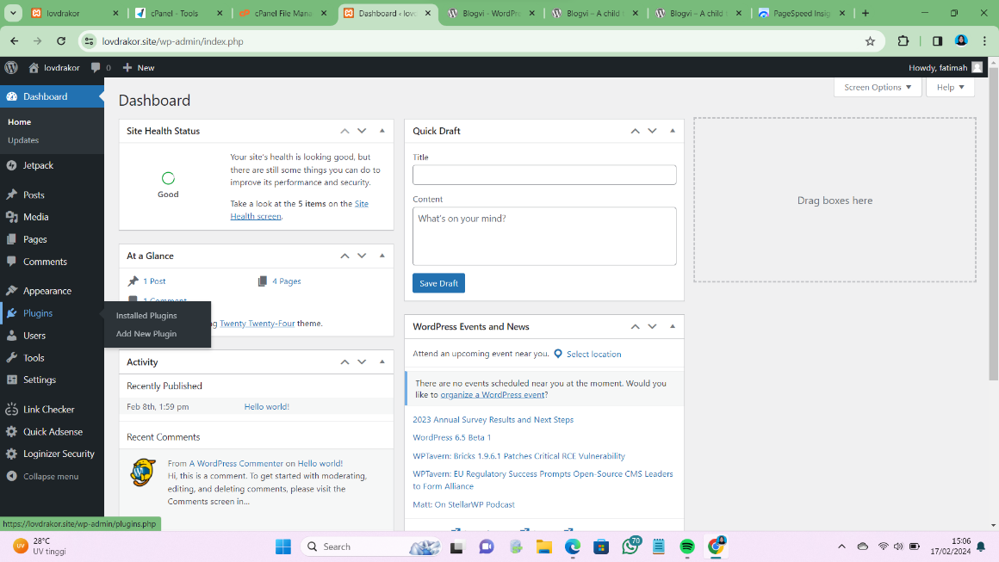 lovdrakor
cPanel - Tools
cPanel File Mana
Dashboard ‹ lovd
Blogvi - WordPre
Blogvi – A child
Blogvi – A child
PageSpeed Insig
lovdrakor.site/wp-admin/index.php
lovdrakor
0
New
Howdy, fatimah
Dashboard
Home
Updates
Jetpack
Posts
Media
Pages
Comments
Appearance
Plugins
Installed Plugins
Add New Plugin
Users
Tools
Settings
Link Checker
Quick Adsense
Loginizer Security
Collapse menu
Screen Options
Help
Dashboard
Site Health Status
Good
Your site's health is looking good, but
there are still some things you can do to
improve its performance and security.
Take a look at the 5 items on the Site
Health screen.
At a Glance
1 Post
4 Pages
1 Comment
g Twenty Twenty-Four theme.
Activity
Recently Published
Feb 8th, 1:59 pm
Hello world!
Recent Comments
From A WordPress Commenter on Hello world!
Hi, this is a comment. To get started with moderating,
editing, and deleting comments, please visit the
Comments screen in...
Quick Draft
Title
Content
What's on your mind?
Save Draft
WordPress Events and News
Attend an upcoming event near you.
Select location
There are no events scheduled near you at the moment. Would you
like to organize a WordPress event?
2023 Annual Survey Results and Next Steps
WordPress 6.5 Beta 1
WPTavern: Bricks 1.9.6.1 Patches Critical RCE Vulnerability
WPTavern: EU Regulatory Success Prompts Open-Source CMS Leaders
to Form Alliance
Matt: On StellarWP Podcast
Drag boxes here
https://lovdrakor.site/wp-admin/plugins.php
UV
28°C
UV tinggi
Search
70
15:06
17/02/2024